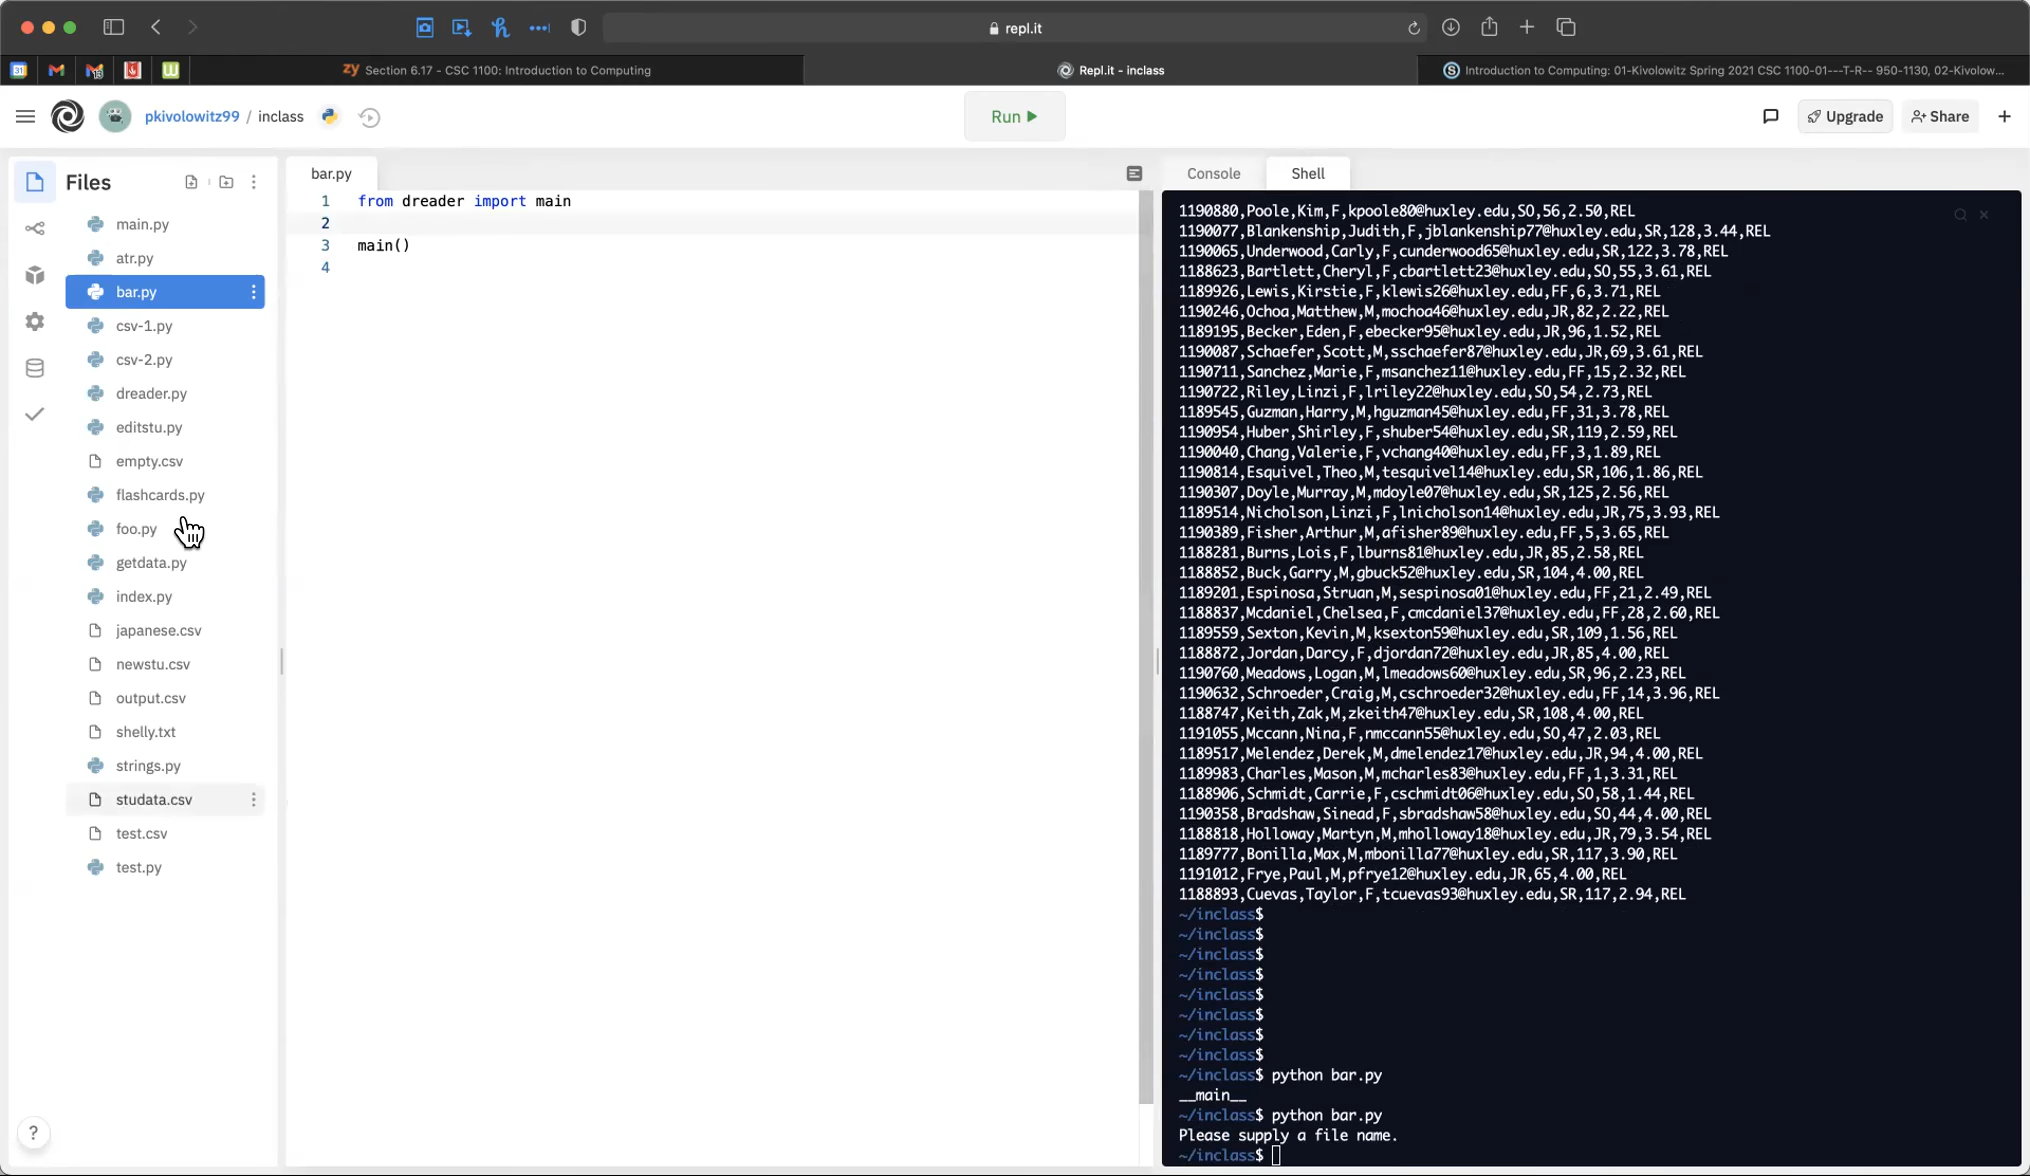 repl.it
31
13
W
zy Section 6.17 - CSC 1100: Introduction to Computing
Repl.it - inclass
S Introduction to Computing: 01-Kivolowitz Spring 2021 CSC 1100-01---T-R-- 950-1130, 02-Kivolow...
pkivolowitz99 / inclass
Run
Upgrade
Share
Files
main.py
atr.py
bar.py
csv-1.py
csv-2.py
dreader.py
editstu.py
empty.csv
flashcards.py
foo.py
getdata.py
index.py
japanese.csv
newstu.csv
output.csv
shelly.txt
strings.py
studata.csv
test.csv
test.py
?
bar.py
1 from dreader import main
2
3 main()
4
Console
Shell
1190880,Poole,Kim,F,kpoole80@huxley.edu,SO,56,2.50,REL
1190077,Blankenship,Judith,F,jblankenship77@huxley.edu,SR,128,3.44,REL
1190065,Underwood,Carly,F,cunderwood65@huxley.edu,SR,122,3.78,REL
1188623,Bartlett,Cheryl,F,cbartlett23@huxley.edu,SO,55,3.61,REL
1189926,Lewis,Kirstie,F,klewis26@huxley.edu,FF,6,3.71,REL
1190246,Ochoa,Matthew,M,mochoa46@huxley.edu,JR,82,2.22,REL
1189195,Becker,Eden,F,ebecker95@huxley.edu,JR,96,1.52,REL
1190087,Schaefer,Scott,M,sschaefer87@huxley.edu,JR,69,3.61,REL
1190711,Sanchez,Marie,F,msanchez11@huxley.edu,FF,15,2.32,REL
1190722,Riley,Linzi,F,lriley22@huxley.edu,SO,54,2.73,REL
1189545,Guzman,Harry,M,hguzman45@huxley.edu,FF,31,3.78,REL
1190954,Huber,Shirley,F,shuber54@huxley.edu,SR,119,2.59,REL
1190040,Chang,Valerie,F,vchang40@huxley.edu,FF,3,1.89,REL
1190814,Esquivel,Theo,M,tesquivel14@huxley.edu,SR,106,1.86,REL
1190307,Doyle,Murray,M,mdoyle07@huxley.edu,SR,125,2.56,REL
1189514,Nicholson,Linzi,F,lnicholson14@huxley.edu,JR,75,3.93,REL
1190389,Fisher,Arthur,M,afisher89@huxley.edu,FF,5,3.65,REL
1188281,Burns,Lois,F,lburns81@huxley.edu,JR,85,2.58,REL
1188852,Buck,Garry,M,gbuck52@huxley.edu,SR,104,4.00,REL
1189201,Espinosa,Struan,M,sespinosa01@huxley.edu,FF,21,2.49,REL
1188837,Mcdaniel,Chelsea,F,cmcdaniel37@huxley.edu,FF,28,2.60,REL
1189559,Sexton,Kevin,M,ksexton59@huxley.edu,SR,109,1.56,REL
1188872,Jordan,Darcy,F,djordan72@huxley.edu,JR,85,4.00,REL
1190760,Meadows,Logan,M,lmeadows60@huxley.edu,SR,96,2.23,REL
1190632,Schroeder,Craig,M,cschroeder32@huxley.edu,FF,14,3.96,REL
1188747,Keith,Zak,M,zkeith47@huxley.edu,SR,108,4.00,REL
1191055,Mccann,Nina,F,nmccann55@huxley.edu,SO,47,2.03,REL
1189517,Melendez,Derek,M,dmelendez17@huxley.edu,JR,94,4.00,REL
1189983,Charles,Mason,M,mcharles83@huxley.edu,FF,1,3.31,REL
1188906,Schmidt,Carrie,F,cschmidt06@huxley.edu,SO,58,1.44,REL
1190358,Bradshaw,Sinead,F,sbradshaw58@huxley.edu,SO,44,4.00,REL
1188818,Holloway,Martyn,M,mholloway18@huxley.edu,JR,79,3.54,REL
1189777,Bonilla,Max,M,mbonilla77@huxley.edu,SR,117,3.90,REL
1191012,Frye,Paul,M,pfrye12@huxley.edu,JR,65,4.00,REL
1188893,Cuevas,Taylor,F,tcuevas93@huxley.edu,SR,117,2.94,REL
~/inclass$
~/inclass$
~/inclass$
~/inclass$
~/inclass$
~/inclass$
~/inclass$
~/inclass$
~/inclass$ python bar.py
__main__
~/inclass$ python bar.py
Please supply a file name.
~/inclass$